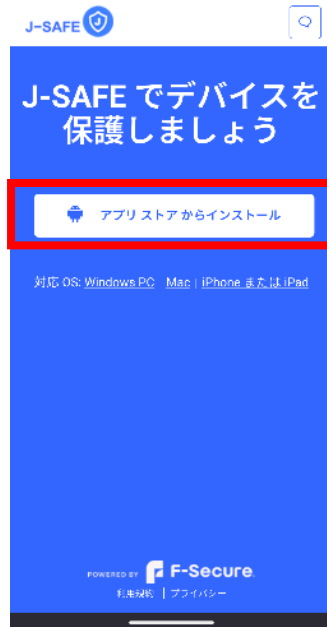 J-SAFE
J-SAFE でデバイスを
保護しましょう
アプリ ストア からインストール
対応 OS: Windows PC Mac | iPhone または iPad
POWERED BY F-Secure.
利用規約 | プライバシー